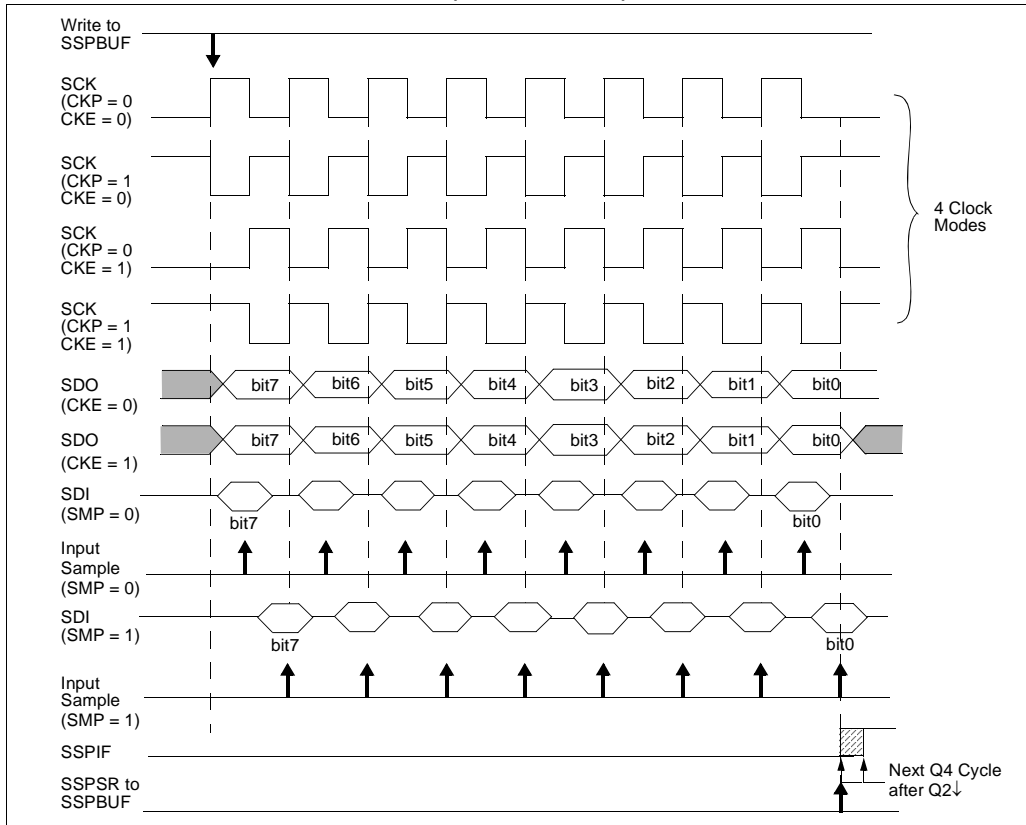 Write to
SSPBUF
SCK
(CKP = 0
CKE = 0)
SCK
(CKP = 1
CKE = 0)
SCK
(CKP = 0
CKE = 1)
SCK
(CKP = 1
CKE = 1)
4 Clock
Modes
SDO
(CKE = 0)
bit7 bit6 bit5 bit4 bit3 bit2 bit1 bit0
SDO
(CKE = 1)
bit7 bit6 bit5 bit4 bit3 bit2 bit1 bit0
SDI
(SMP = 0)
bit7 bit0
Input
Sample
(SMP = 0)
SDI
(SMP = 1)
bit7 bit0
Input
Sample
(SMP = 1)
SSPIF
Next Q4 Cycle
after Q2↓
SSPSR to
SSPBUF